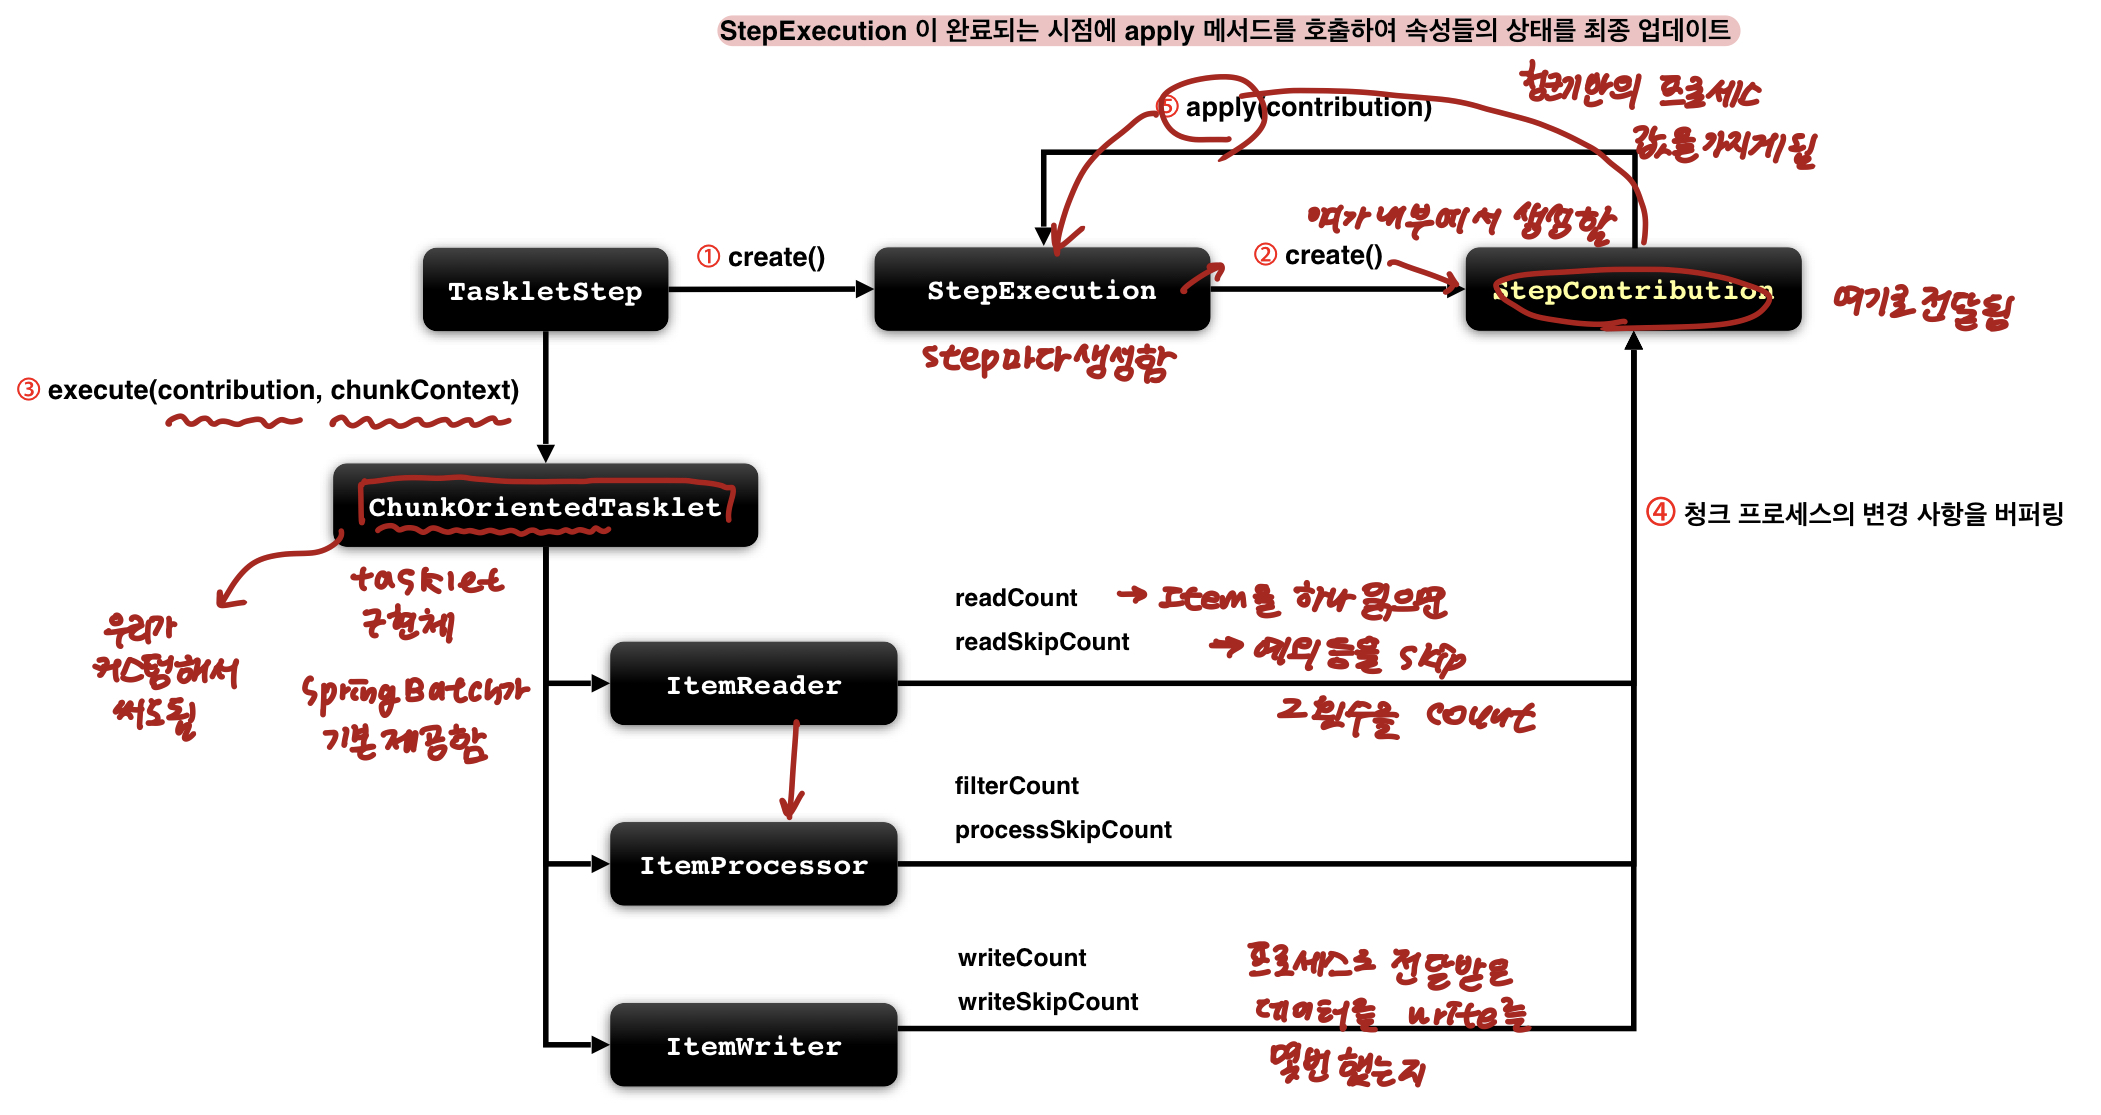 StepExecution 이 완료되는 시점에 apply 메서드를 호출하여 속성들의 상태를 최종 업데이트
청크기반의 프로세스
값을 가지게됨
⑤ apply(contribution)
여가 내부에서 생성함
① create()
② create()
TaskletStep
StepExecution
StepContribution
여기로 전달됨
step마다 생성함
③ execute(contribution, chunkContext)
ChunkOrientedTasklet
④ 청크 프로세스의 변경 사항을 버퍼링
tasklet
구현체
우리가
커스텀해서
써도됨
Spring Batch가
기본 제공함
readCount → Item을 하나 읽으면
readSkipCount → 예외 등을 skip
그 횟수을 count
ItemReader
filterCount
processSkipCount
ItemProcessor
writeCount
writeSkipCount
프로세스로 전달받은
데이터를 write를
몇번 했는지
ItemWriter